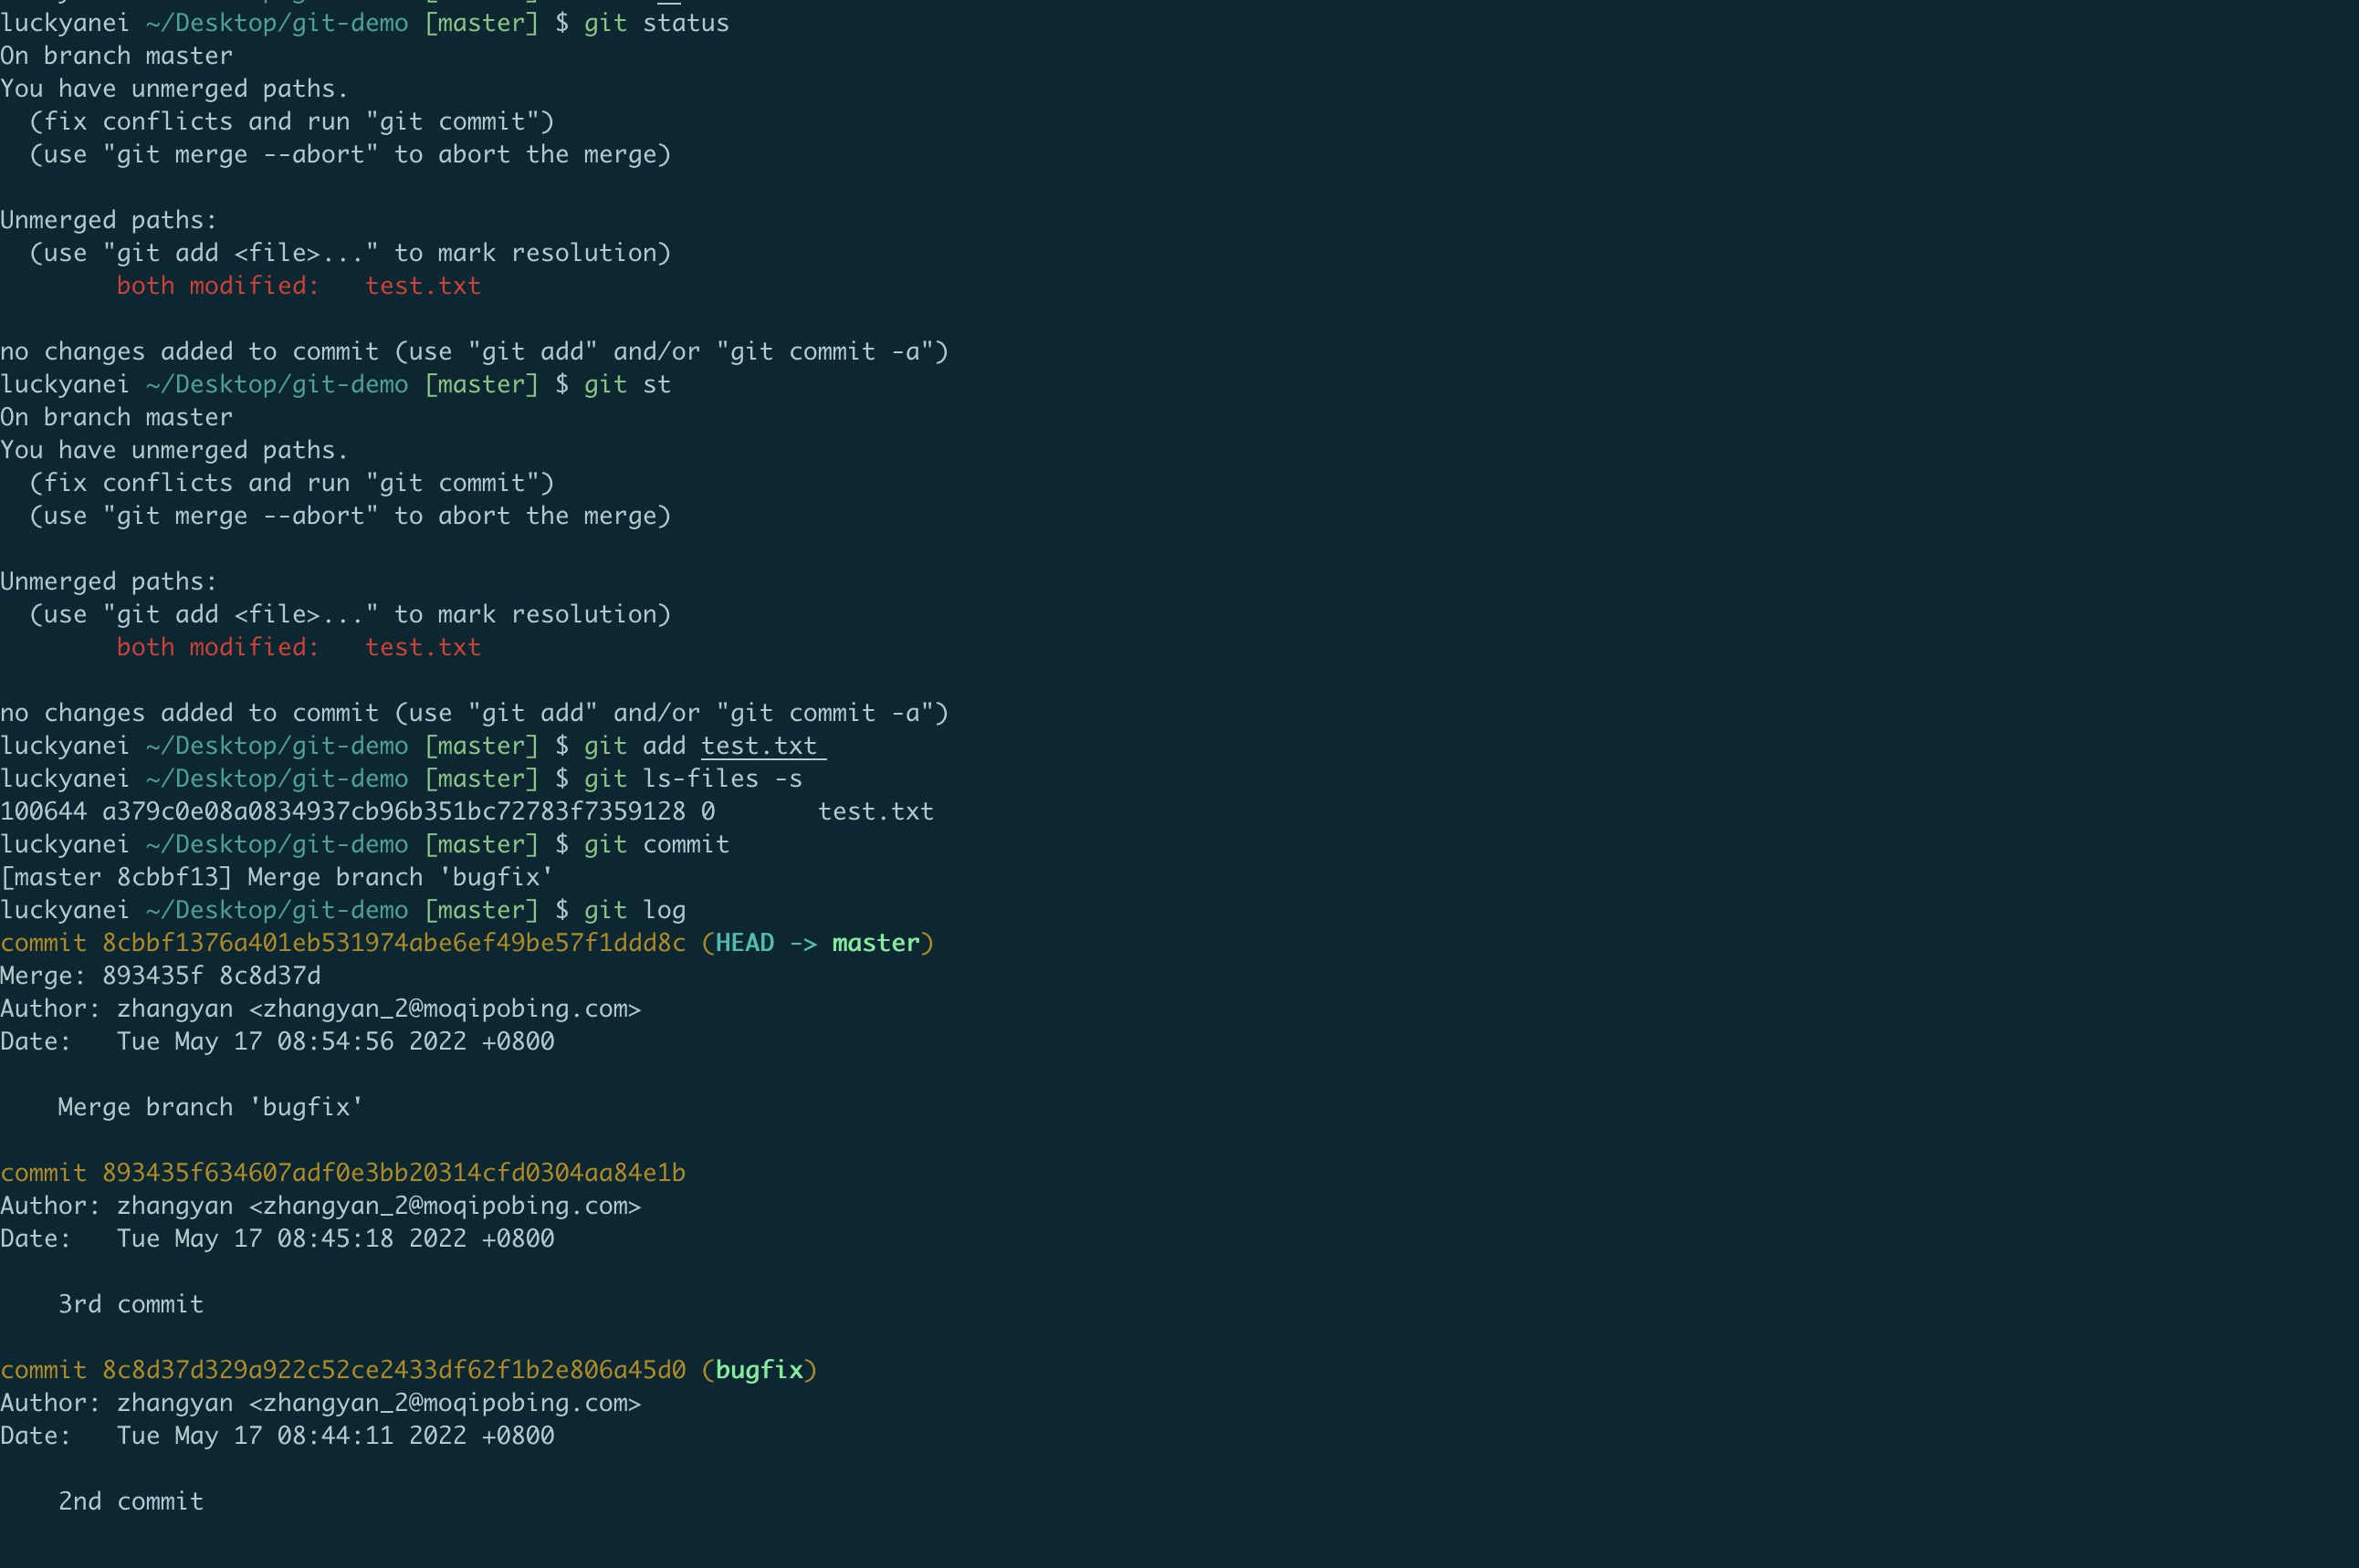 luckyanei ~/Desktop/git-demo [master] $ git status
On branch master
You have unmerged paths.
  (fix conflicts and run "git commit")
  (use "git merge --abort" to abort the merge)

Unmerged paths:
  (use "git add <file>..." to mark resolution)
        both modified:   test.txt

no changes added to commit (use "git add" and/or "git commit -a")
luckyanei ~/Desktop/git-demo [master] $ git st
On branch master
You have unmerged paths.
  (fix conflicts and run "git commit")
  (use "git merge --abort" to abort the merge)

Unmerged paths:
  (use "git add <file>..." to mark resolution)
        both modified:   test.txt

no changes added to commit (use "git add" and/or "git commit -a")
luckyanei ~/Desktop/git-demo [master] $ git add test.txt
luckyanei ~/Desktop/git-demo [master] $ git ls-files -s
100644 a379c0e08a0834937cb96b351bc72783f7359128 0       test.txt
luckyanei ~/Desktop/git-demo [master] $ git commit
[master 8cbbf13] Merge branch 'bugfix'
luckyanei ~/Desktop/git-demo [master] $ git log
commit 8cbbf1376a401eb531974abe6ef49be57f1ddd8c (HEAD -> master)
Merge: 893435f 8c8d37d
Author: zhangyan <zhangyan_2@moqipobing.com>
Date:   Tue May 17 08:54:56 2022 +0800

    Merge branch 'bugfix'

commit 893435f634607adf0e3bb20314cfd0304aa84e1b
Author: zhangyan <zhangyan_2@moqipobing.com>
Date:   Tue May 17 08:45:18 2022 +0800

    3rd commit

commit 8c8d37d329a922c52ce2433df62f1b2e806a45d0 (bugfix)
Author: zhangyan <zhangyan_2@moqipobing.com>
Date:   Tue May 17 08:44:11 2022 +0800

    2nd commit